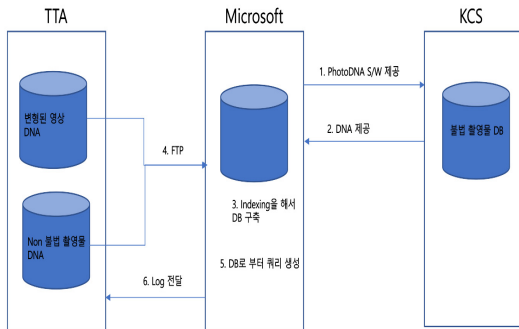 TTA
Microsoft
KCS
변형된 영상
DNA
Non 불법 촬영물
DNA
1. PhotoDNA S/W 제공
2. DNA 제공
불법 촬영물 DB
4. FTP
3. Indexing을 해서
DB 구축
5. DB로 부터 쿼리 생성
6. Log 전달